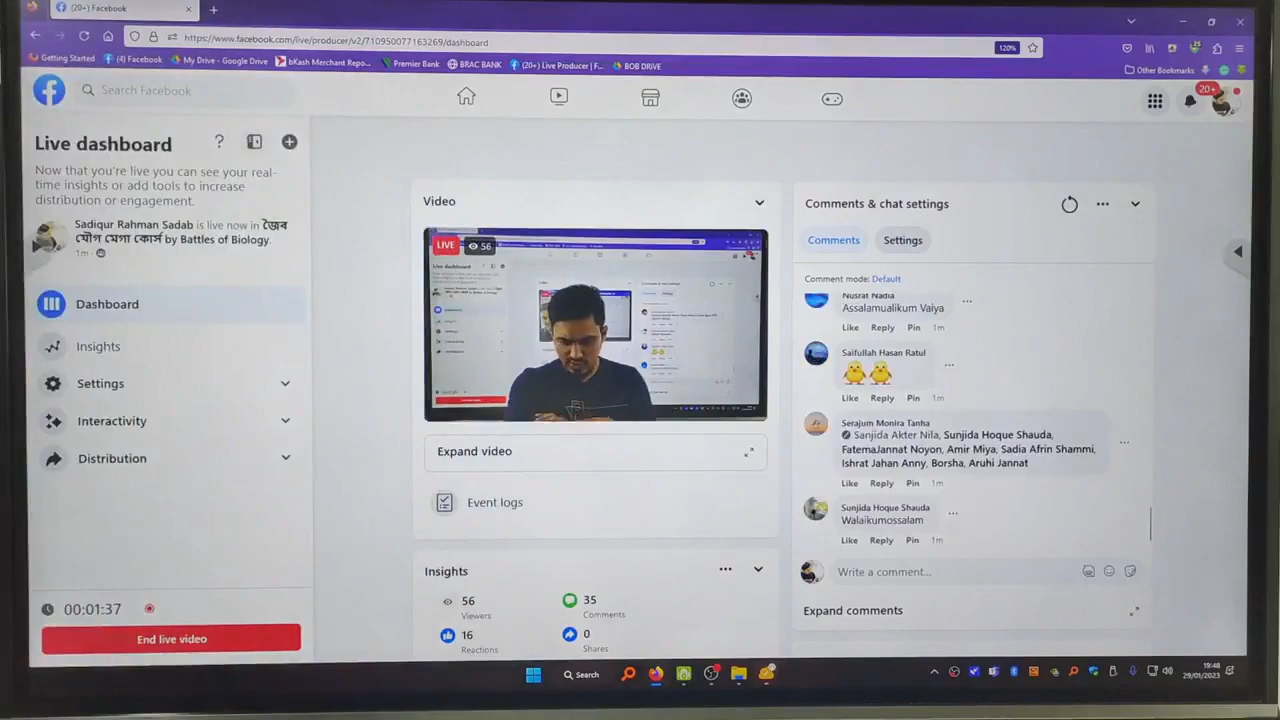 (20+) Facebook
https://www.facebook.com/live/producer/v2/710950077163269/dashboard
120%
Getting Started
(4) Facebook
My Drive - Google Drive
bKash Merchant Repo...
Premier Bank
BRAC BANK
(20+) Live Producer | F...
BOB DRIVE
Other Bookmarks
Search Facebook
20+
Live dashboard
Now that you're live you can see your real-
time insights or add tools to increase
distribution or engagement.
Sadiqur Rahman Sadab is live now in জৈব
যৌগ মেগা কোর্স by Battles of Biology.
1m
Dashboard
Insights
Settings
Interactivity
Distribution
00:01:37
End live video
Video
LIVE
56
Expand video
Event logs
Insights
56
Viewers
35
Comments
16
Reactions
0
Shares
Comments & chat settings
Comments
Settings
Comment mode: Default
Nusrat Nadia
Assalamualikum Vaiya
Like Reply Pin 1m
Saifullah Hasan Ratul
Like Reply Pin 1m
Serajum Monira Tanha
Sanjida Akter Nila, Sunjida Hoque Shauda,
FatemaJannat Noyon, Amir Miya, Sadia Afrin Shammi,
Ishrat Jahan Anny, Borsha, Aruhi Jannat
Like Reply Pin 1m
Sunjida Hoque Shauda
Walaikumossalam
Like Reply Pin 1m
Write a comment...
Expand comments
Search
19:48
29/01/2023